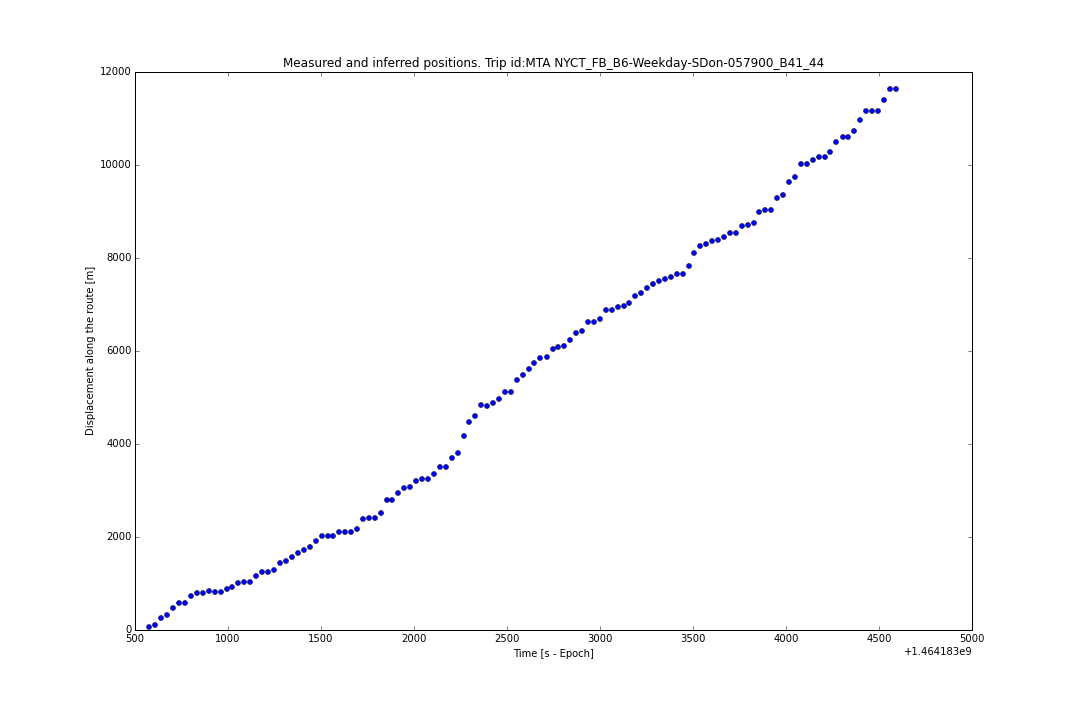 Measured and inferred positions. Trip id:MTA NYCT_FB_B6-Weekday-SDon-057900_B41_44
12000
10000
8000
6000
4000
2000
0
Displacement along the route [m]
500 1000 1500 2000 2500 3000 3500 4000 4500 5000
Time [s - Epoch]
+1.464183e9